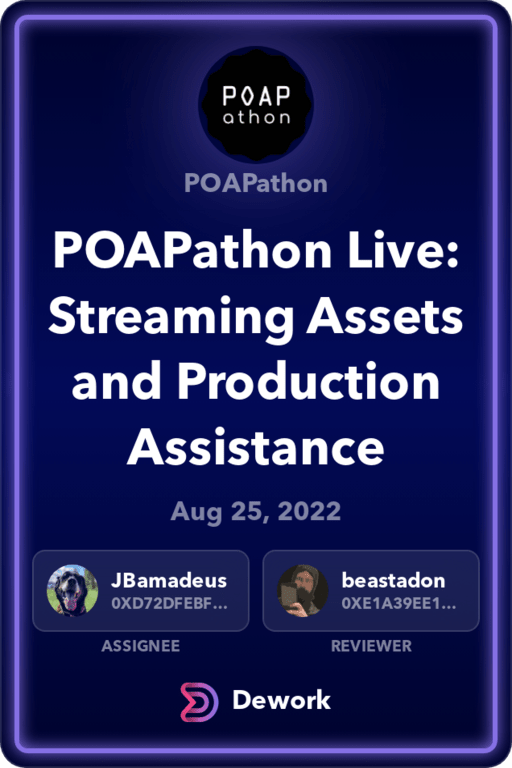 POAP
athon
POAPathon
POAPathon Live:
Streaming Assets
and Production
Assistance
Aug 25, 2022
JBamadeus
0XD72DFEBF...
ASSIGNEE
beastadon
0XE1A39EE1...
REVIEWER
Dework